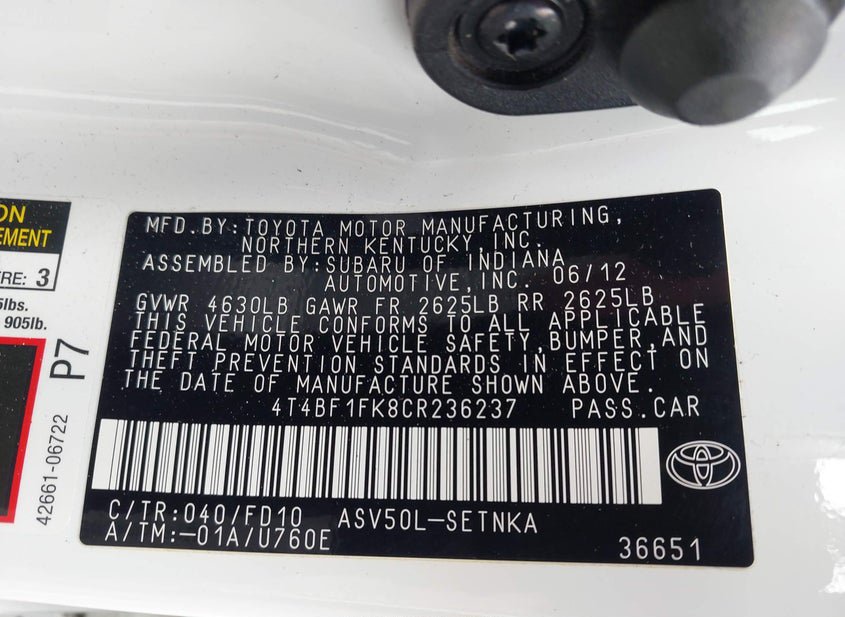 ON
EMENT
RE: 3
lbs.
905lb.
P7
42661-06722
MFD.BY:TOYOTA MOTOR MANUFACTURING,
NORTHERN KENTUCKY,INC.
ASSEMBLED BY:SUBARU OF INDIANA
AUTOMOTIVE,INC. 06/12
GVWR 4630LB GAWR FR 2625LB RR 2625LB
THIS VEHICLE CONFORMS TO ALL APPLICABLE
FEDERAL MOTOR VEHICLE SAFETY,BUMPER,AND
THEFT PREVENTION STANDARDS IN EFFECT ON
THE DATE OF MANUFACTURE SHOWN ABOVE.
4T4BF1FK8CR236237 PASS.CAR
C/TR:040/FD10 ASV50L-SETNKA
A/TM:-01A/U760E
36651